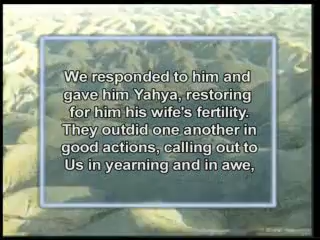 We responded to him and
gave him Yahya, restoring
for him his wife's fertility.
They outdid one another in
good actions, calling out to
Us in yearning and in awe,